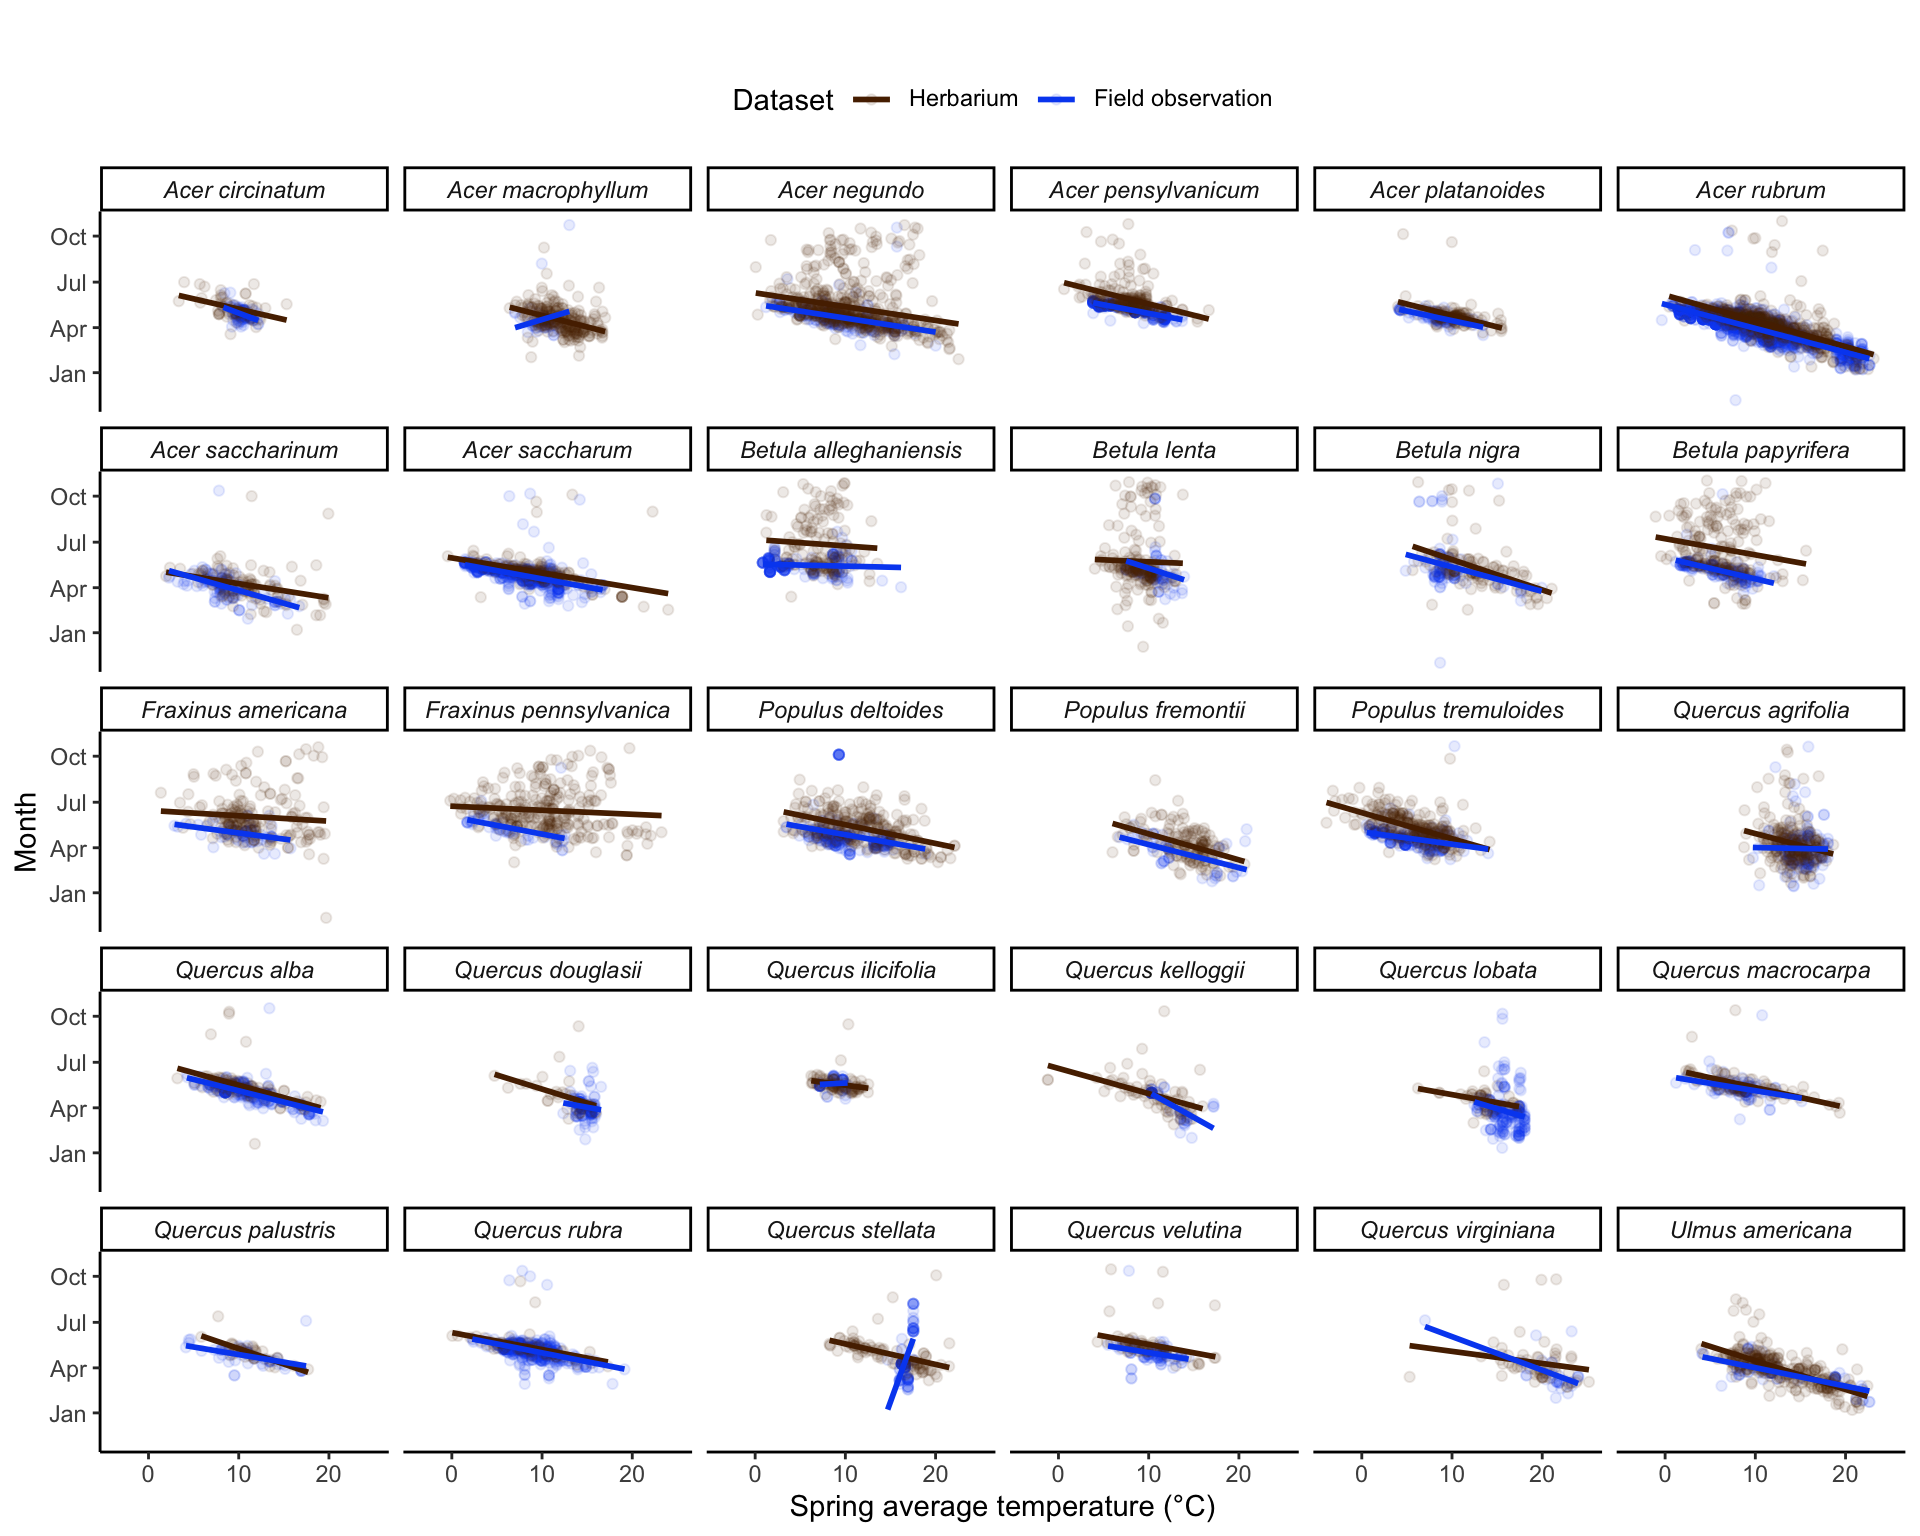 Dataset Herbarium Field observation
Acer circinatum Acer macrophyllum Acer negundo Acer pensylvanicum Acer platanoides Acer rubrum
Oct
Jul
Apr
Jan
Acer saccharinum Acer saccharum Betula alleghaniensis Betula lenta Betula nigra Betula papyrifera
Oct
Jul
Apr
Jan
Fraxinus americana Fraxinus pennsylvanica Populus deltoides Populus fremontii Populus tremuloides Quercus agrifolia
Oct
Jul
Apr
Jan
Month
Quercus alba Quercus douglasii Quercus ilicifolia Quercus kelloggii Quercus lobata Quercus macrocarpa
Oct
Jul
Apr
Jan
Quercus palustris Quercus rubra Quercus stellata Quercus velutina Quercus virginiana Ulmus americana
Oct
Jul
Apr
Jan
0 10 20 0 10 20 0 10 20 0 10 20 0 10 20 0 10 20
Spring average temperature (°C)